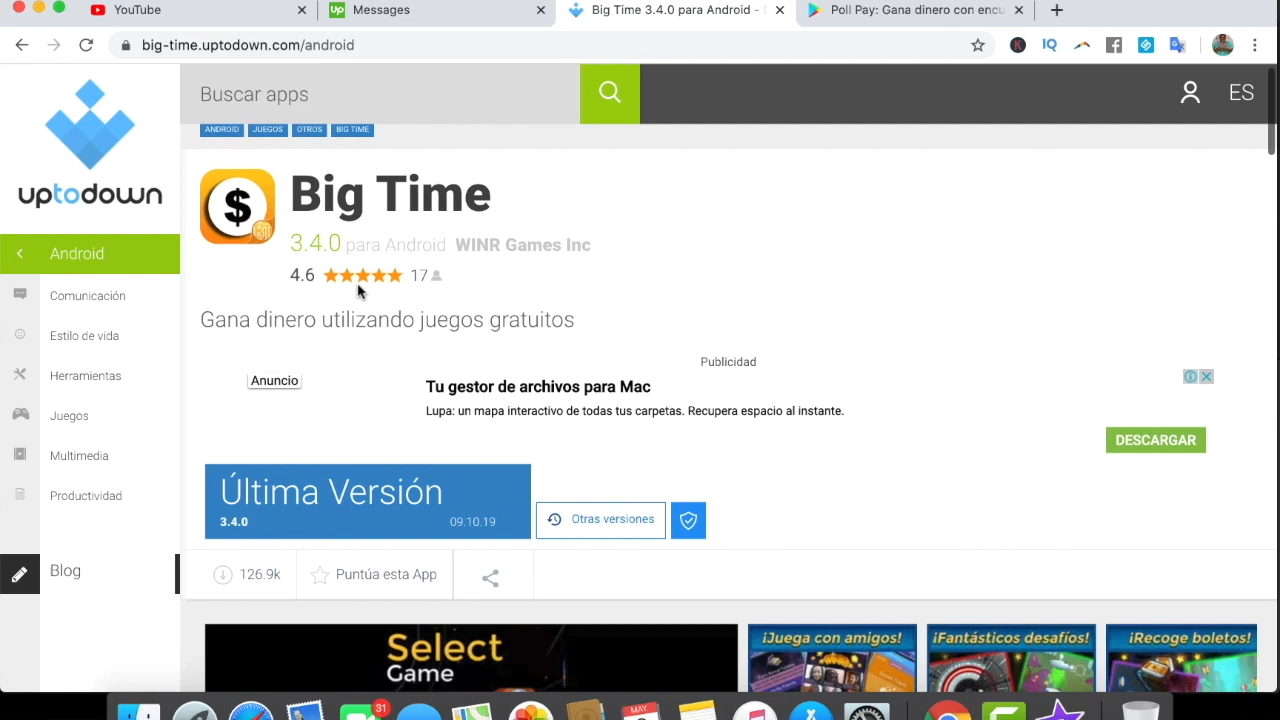 YouTube
Up Messages
Big Time 3.4.0 para Android -
Poll Pay: Gana dinero con encu
big-time.uptodown.com/android
K
IQ
uptodown
Buscar apps
ES
ANDROID JUEGOS OTROS BIG TIME
$
Big Time
3.4.0 para Android WINR Games Inc
4.6 17
Gana dinero utilizando juegos gratuitos
Android
Comunicación
Estilo de vida
Herramientas
Juegos
Multimedia
Productividad
Blog
Publicidad
Anuncio
Tu gestor de archivos para Mac
Lupa: un mapa interactivo de todas tus carpetas. Recupera espacio al instante.
DESCARGAR
Última Versión
3.4.0 09.10.19
Otras versiones
126.9k
Puntúa esta App
Select
Game
¡Juega con amigos!
¡Fantásticos desafíos!
¡Recoge boletos!
31
MAY